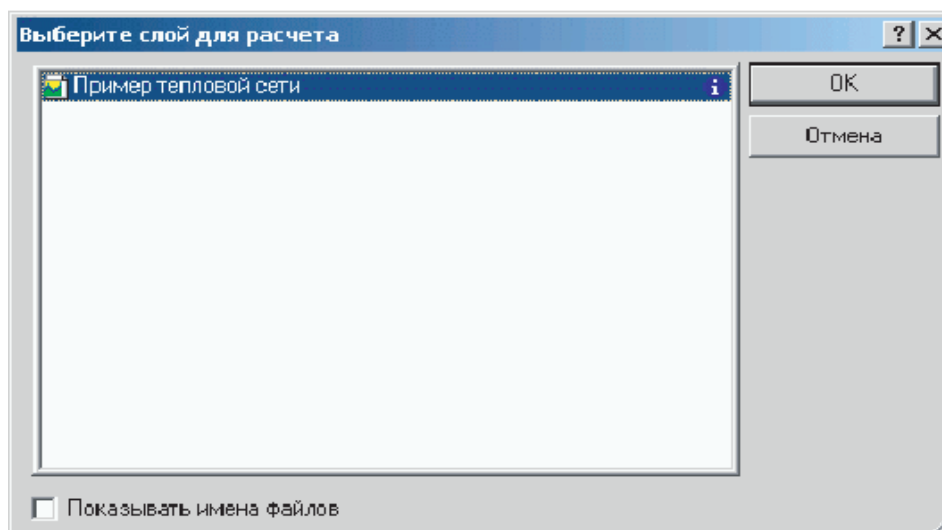 Выберите слой для расчета
Пример тепловой сети
OK
Отмена
Показывать имена файлов